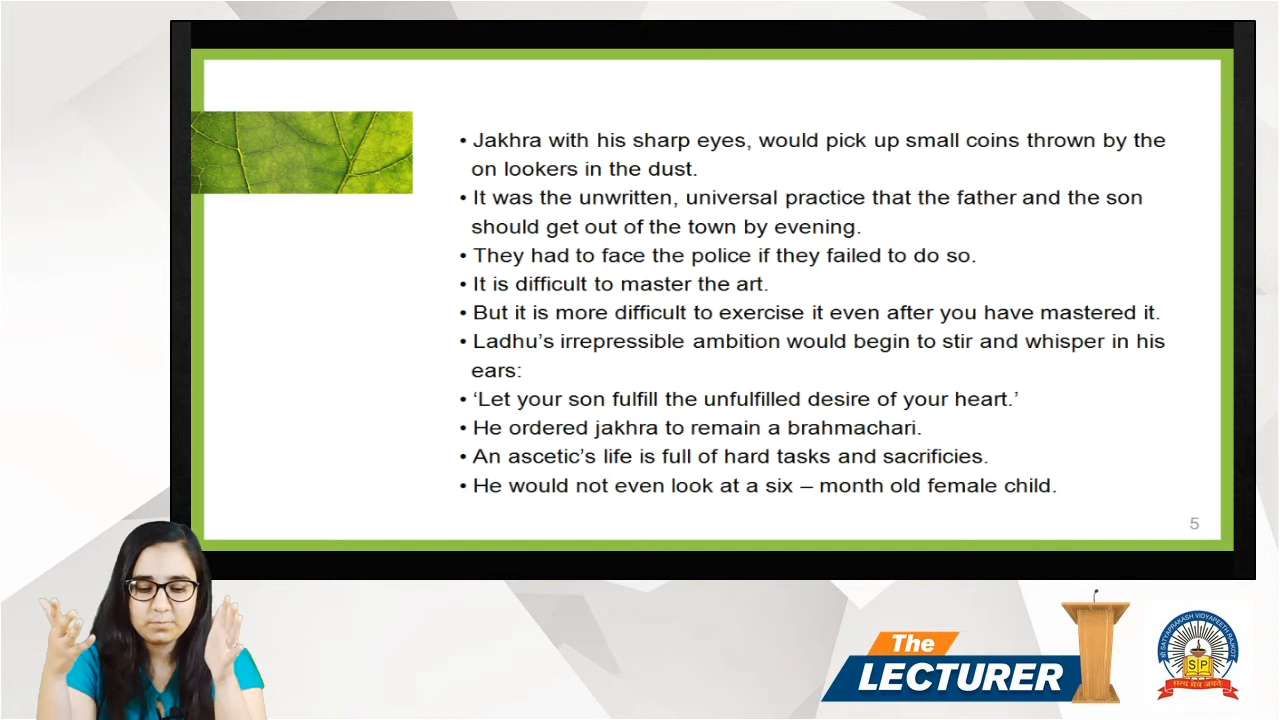 • Jakhra with his sharp eyes, would pick up small coins thrown by the
on lookers in the dust.
• It was the unwritten, universal practice that the father and the son
should get out of the town by evening.
• They had to face the police if they failed to do so.
• It is difficult to master the art.
• But it is more difficult to exercise it even after you have mastered it.
• Ladhu’s irrepressible ambition would begin to stir and whisper in his
ears:
• ‘Let your son fulfill the unfulfilled desire of your heart.’
• He ordered jakhra to remain a brahmachari.
• An ascetic’s life is full of hard tasks and sacrificies.
• He would not even look at a six – month old female child.
5
The
LECTURER
SATYAPRAKASH VIDYAPEETH RAJKOT
S P
सत्य मेव जयते